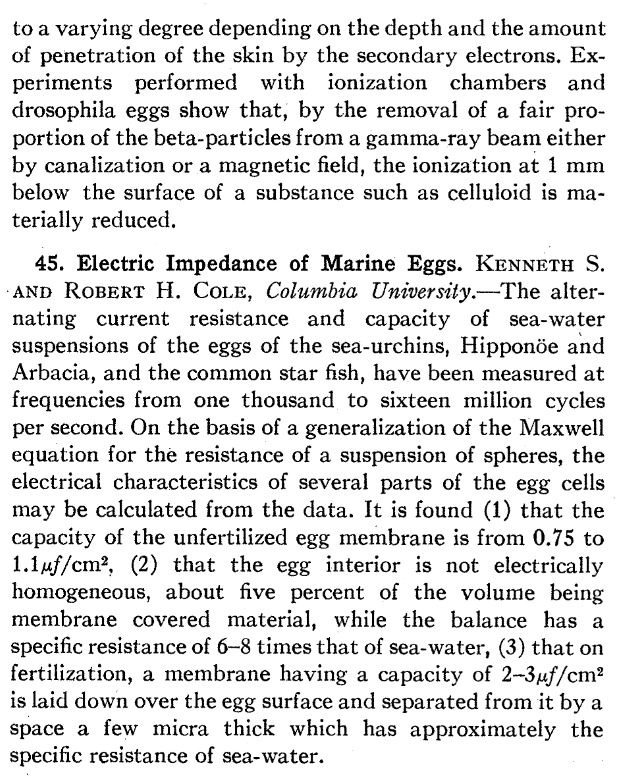 to a varying degree depending on the depth and the amount
of penetration of the skin by the secondary electrons. Ex-
periments performed with ionization chambers and
drosophila eggs show that, by the removal of a fair pro-
portion of the beta-particles from a gamma-ray beam either
by canalization or a magnetic field, the ionization at 1 mm
below the surface of a substance such as celluloid is ma-
terially reduced.
45. Electric Impedance of Marine Eggs. KENNETH S.
AND ROBERT H. COLE, Columbia University.—The alter-
nating current resistance and capacity of sea-water
suspensions of the eggs of the sea-urchins, Hipponöe and
Arbacia, and the common star fish, have been measured at
frequencies from one thousand to sixteen million cycles
per second. On the basis of a generalization of the Maxwell
equation for the resistance of a suspension of spheres, the
electrical characteristics of several parts of the egg cells
may be calculated from the data. It is found (1) that the
capacity of the unfertilized egg membrane is from 0.75 to
1.1μf/cm², (2) that the egg interior is not electrically
homogeneous, about five percent of the volume being
membrane covered material, while the balance has a
specific resistance of 6–8 times that of sea-water, (3) that on
fertilization, a membrane having a capacity of 2–3μf/cm²
is laid down over the egg surface and separated from it by a
space a few micra thick which has approximately the
specific resistance of sea-water.